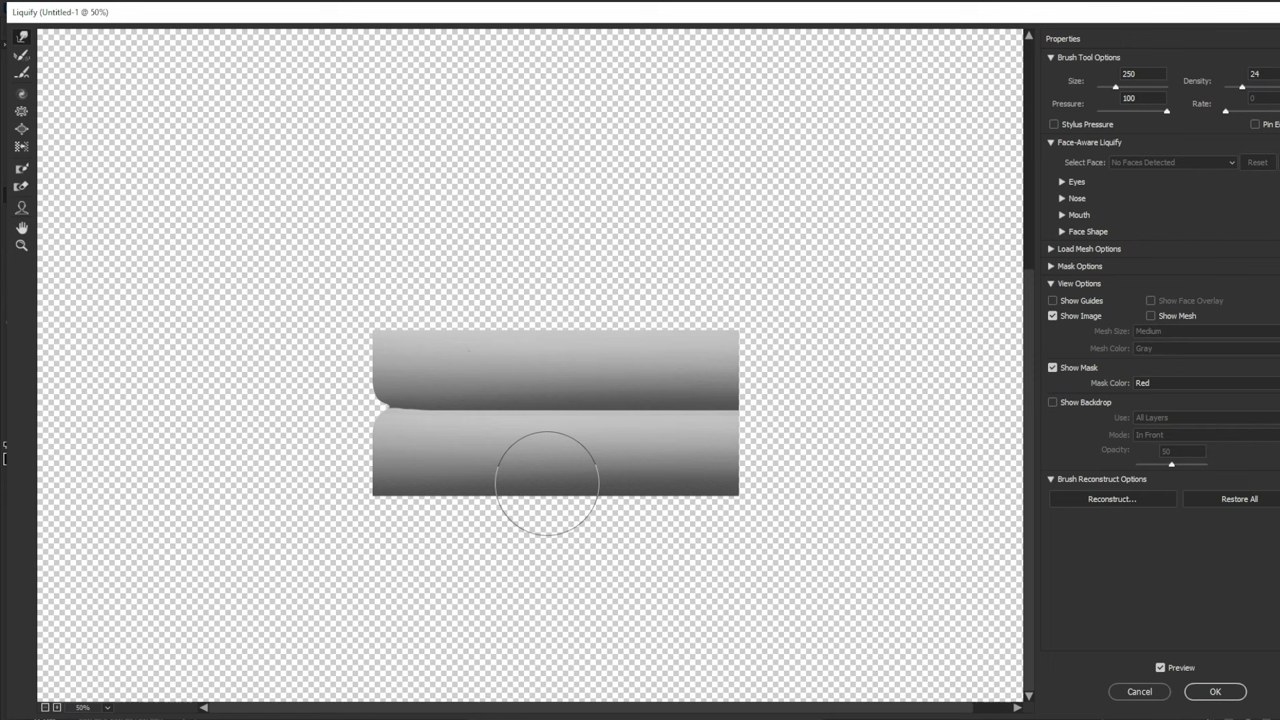 Liquify (Untitled-1 @ 50%)
Properties
Brush Tool Options
Size: 250 Density: 24
Pressure: 100 Rate: 0
Stylus Pressure Pin E
Face-Aware Liquify
Select Face: No Faces Detected Reset
Eyes
Nose
Mouth
Face Shape
Load Mesh Options
Mask Options
View Options
Show Guides Show Face Overlay
Show Image Show Mesh
Mesh Size: Medium
Mesh Color: Gray
Show Mask
Mask Color: Red
Show Backdrop
Use: All Layers
Mode: In Front
Opacity: 50
Brush Reconstruct Options
Reconstruct... Restore All
Preview
Cancel OK
50%